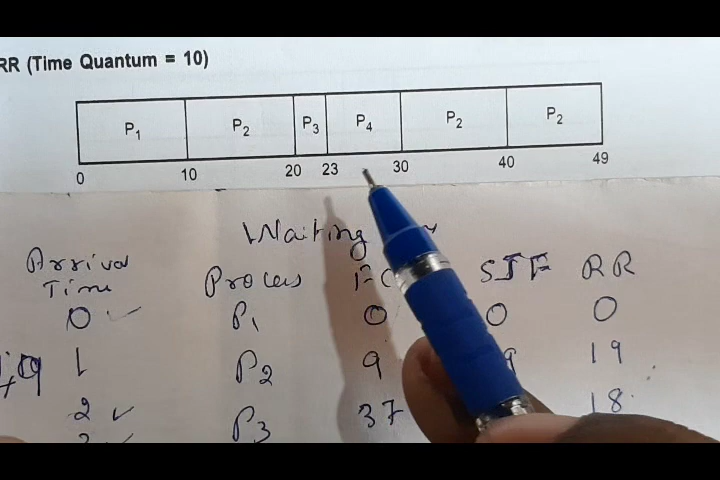 RR (Time Quantum = 10)
P1 P2 P3 P4 P2 P2
0 10 20 23 30 40 49
Waiting
Arrival
Time Process SJF RR
0 ✓ P1 0 0 0
1 P2 9 9 19
2 ✓ P3 37 18